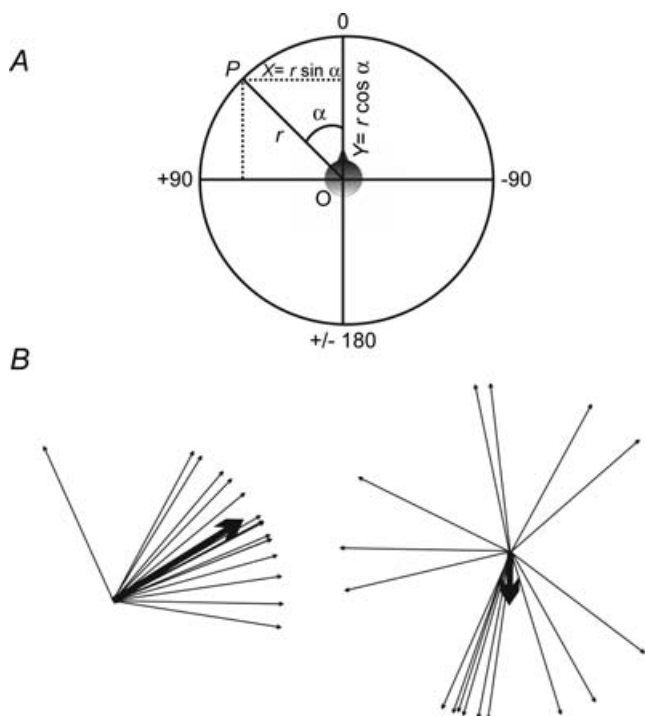 A
0
P
X= r sin α
Y= r cos α
α
r
+90
O
-90
+/- 180
B